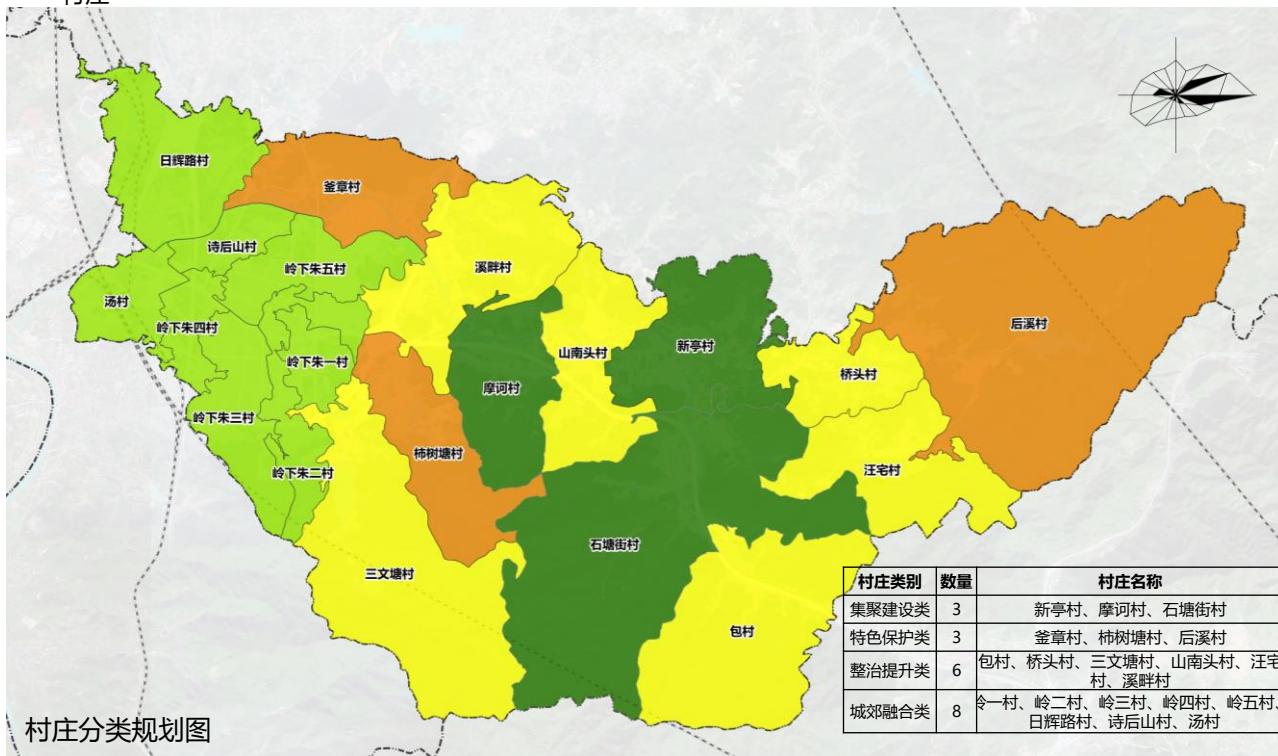 村庄
日辉路村
釜章村
诗后山村
岭下朱五村
溪畔村
汤村
岭下朱四村
后溪村
新亭村
山南头村
岭下朱一村
桥头村
摩诃村
岭下朱三村
柿树塘村
岭下朱二村
汪宅村
石塘街村
三文塘村
包村
村庄类别 数量 村庄名称
集聚建设类 3 新亭村、摩诃村、石塘街村
特色保护类 3 釜章村、柿树塘村、后溪村
整治提升类 6 包村、桥头村、三文塘村、山南头村、汪宅
村、溪畔村
城郊融合类 8 岭一村、岭二村、岭三村、岭四村、岭五村、
日辉路村、诗后山村、汤村
村庄分类规划图